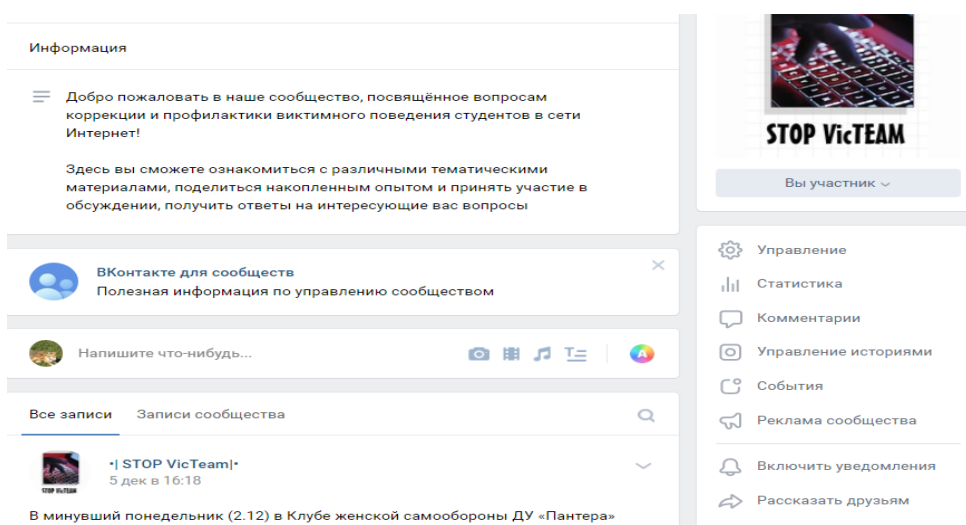 Информация
Добро пожаловать в наше сообщество, посвящённое вопросам
коррекции и профилактики виктимного поведения студентов в сети
Интернет!
Здесь вы сможете ознакомиться с различными тематическими
материалами, поделиться накопленным опытом и принять участие в
обсуждении, получить ответы на интересующие вас вопросы
ВКонтакте для сообществ
Полезная информация по управлению сообществом
Напишите что-нибудь...
A
Все записи Записи сообщества
•| STOP VicTeam|•
5 дек в 16:18
STOP VicTEAM
В минувший понедельник (2.12) в Клубе женской самообороны ДУ «Пантера»
STOP VicTEAM
Вы участник
Управление
Статистика
Комментарии
Управление историями
События
Реклама сообщества
Включить уведомления
Рассказать друзьям